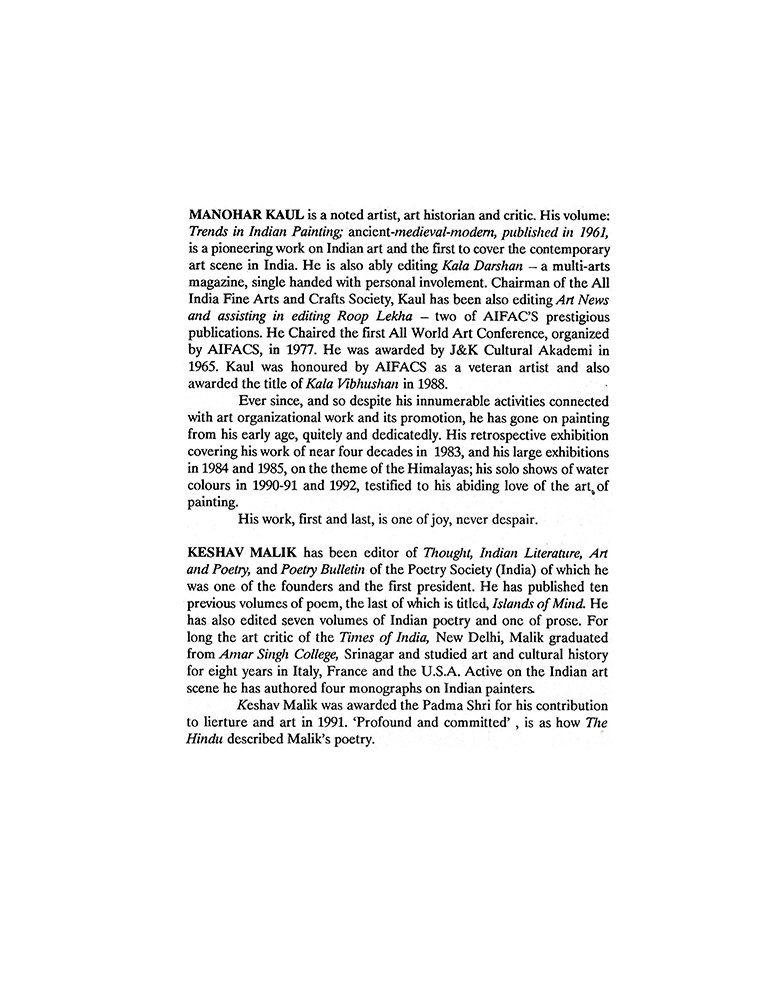 MANOHAR KAUL is a noted artist, art historian and critic. His volume:
Trends in Indian Painting; ancient-medieval-modern, published in 1961,
is a pioneering work on Indian art and the first to cover the contemporary
art scene in India. He is also ably editing Kala Darshan – a multi-arts
magazine, single handed with personal involement. Chairman of the All
India Fine Arts and Crafts Society, Kaul has been also editing Art News
and assisting in editing Roop Lekha – two of AIFAC'S prestigious
publications. He Chaired the first All World Art Conference, organized
by AIFACS, in 1977. He was awarded by J&K Cultural Akademi in
1965. Kaul was honoured by AIFACS as a veteran artist and also
awarded the title of Kala Vibhushan in 1988.
Ever since, and so despite his innumerable activities connected
with art organizational work and its promotion, he has gone on painting
from his early age, quitely and dedicatedly. His retrospective exhibition
covering his work of near four decades in 1983, and his large exhibitions
in 1984 and 1985, on the theme of the Himalayas; his solo shows of water
colours in 1990-91 and 1992, testified to his abiding love of the art of
painting.
His work, first and last, is one of joy, never despair.
KESHAV MALIK has been editor of Thought, Indian Literature, Art
and Poetry, and Poetry Bulletin of the Poetry Society (India) of which he
was one of the founders and the first president. He has published ten
previous volumes of poem, the last of which is titled, Islands of Mind. He
has also edited seven volumes of Indian poetry and one of prose. For
long the art critic of the Times of India, New Delhi, Malik graduated
from Amar Singh College, Srinagar and studied art and cultural history
for eight years in Italy, France and the U.S.A. Active on the Indian art
scene he has authored four monographs on Indian painters.
Keshav Malik was awarded the Padma Shri for his contribution
to lierture and art in 1991. 'Profound and committed' , is as how The
Hindu described Malik's poetry.